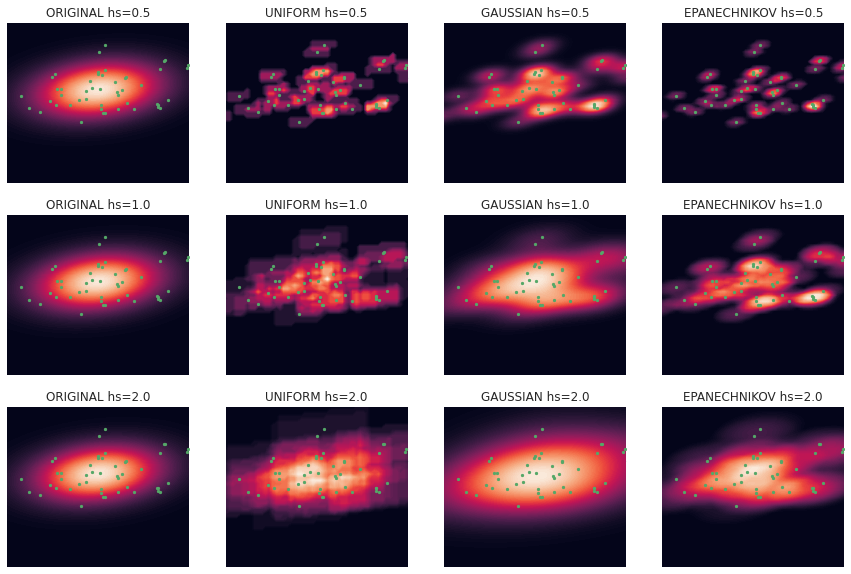 ORIGINAL hs=0.5
UNIFORM hs=0.5
GAUSSIAN hs=0.5
EPANECHNIKOV hs=0.5
ORIGINAL hs=1.0
UNIFORM hs=1.0
GAUSSIAN hs=1.0
EPANECHNIKOV hs=1.0
ORIGINAL hs=2.0
UNIFORM hs=2.0
GAUSSIAN hs=2.0
EPANECHNIKOV hs=2.0